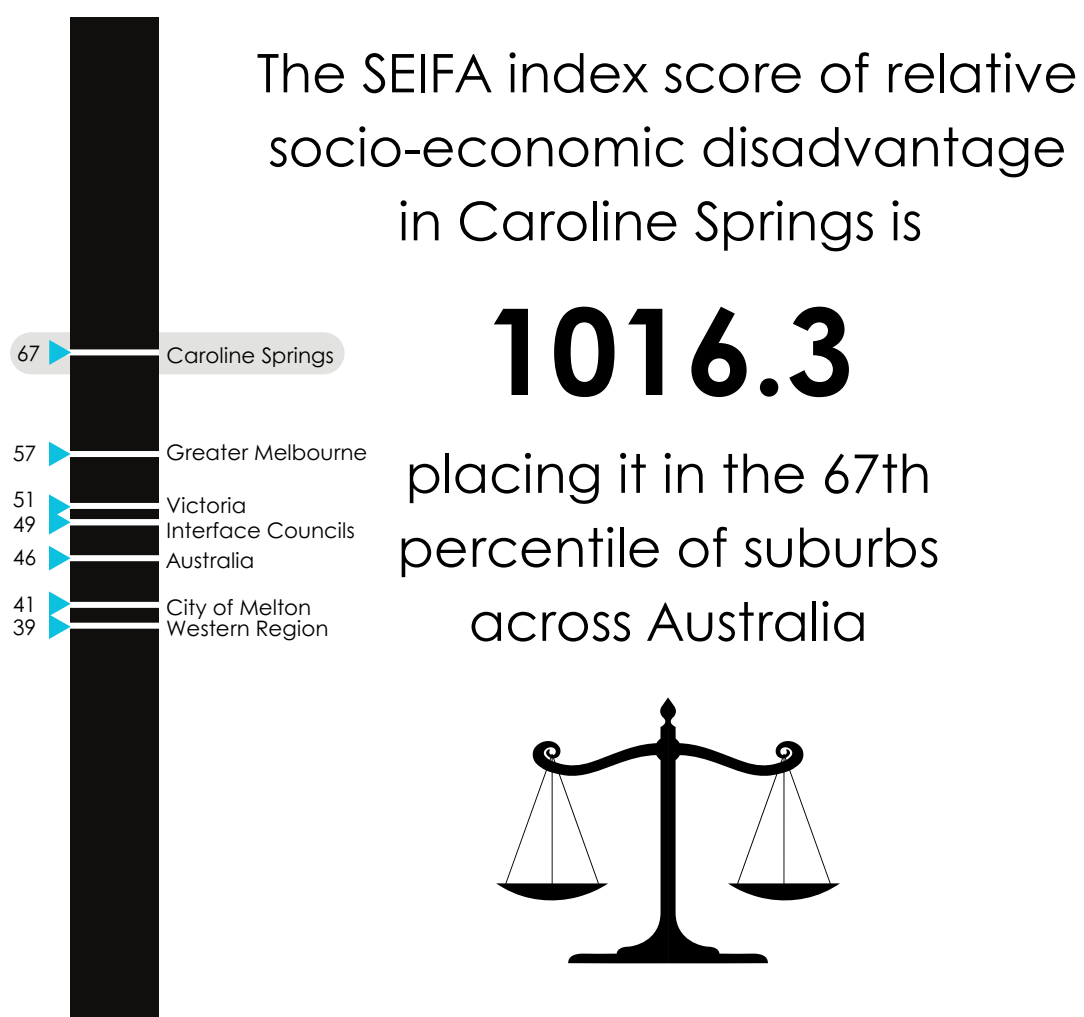 The SEIFA index score of relative
socio-economic disadvantage
in Caroline Springs is
1016.3
placing it in the 67th
percentile of suburbs
across Australia
67 Caroline Springs
57 Greater Melbourne
51 Victoria
49 Interface Councils
46 Australia
41 City of Melton
39 Western Region